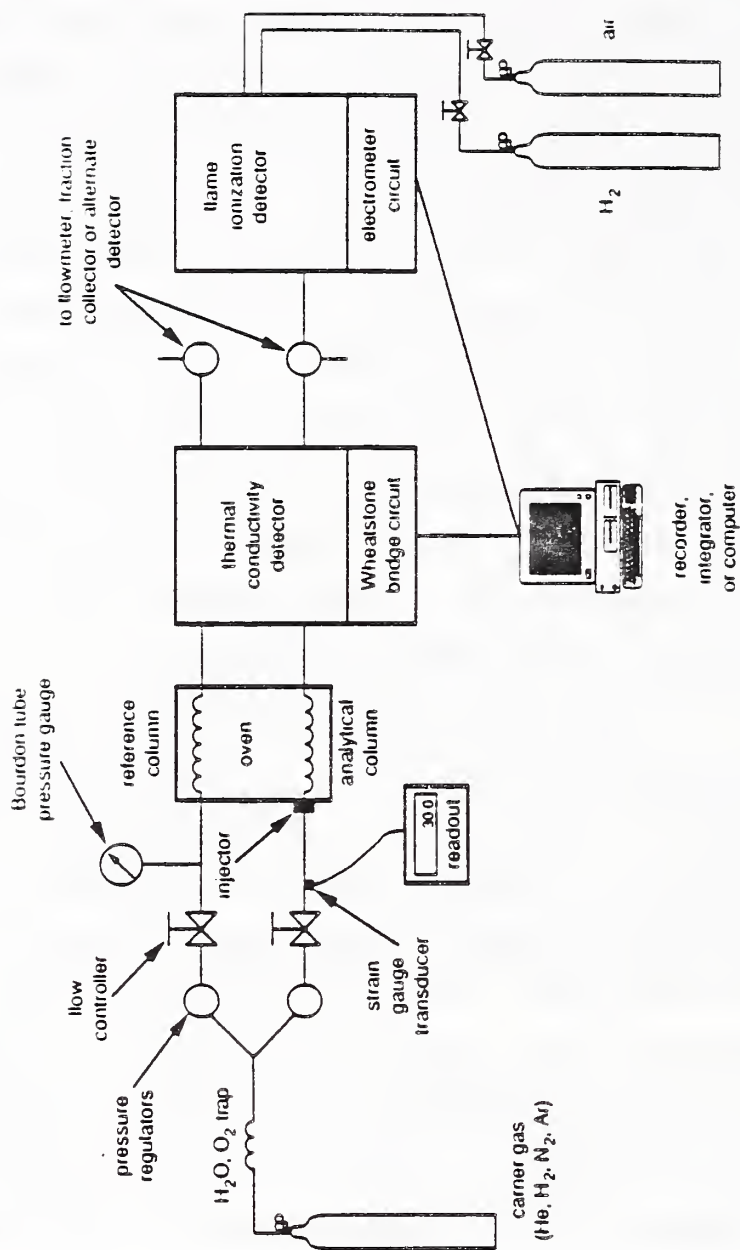 Bourdon tube
pressure gauge
flow
controller
pressure
regulators
H₂O, O₂ trap
carrier gas
(He, H₂, N₂, Ar)
reference
column
oven
analytical
column
injector
strain
gauge
transducer
30.0
readout
thermal
conductivity
detector
Wheatstone
bridge circuit
to flowmeter, fraction
collector or alternate
detector
flame
ionization
detector
electrometer
circuit
recorder,
integrator,
or computer
H₂
air